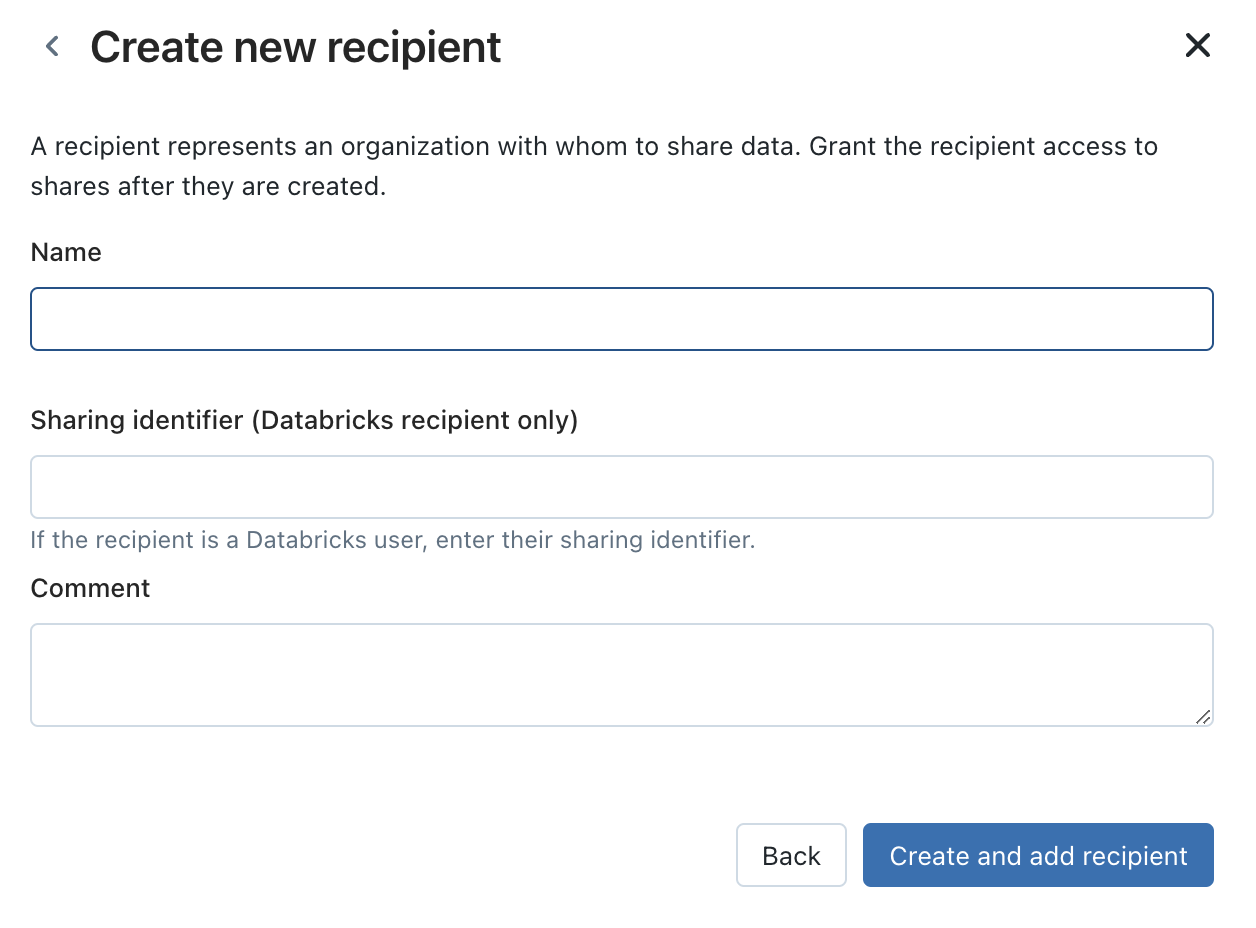 Create new recipient
A recipient represents an organization with whom to share data. Grant the recipient access to
shares after they are created.
Name
Sharing identifier (Databricks recipient only)
If the recipient is a Databricks user, enter their sharing identifier.
Comment
Back
Create and add recipient